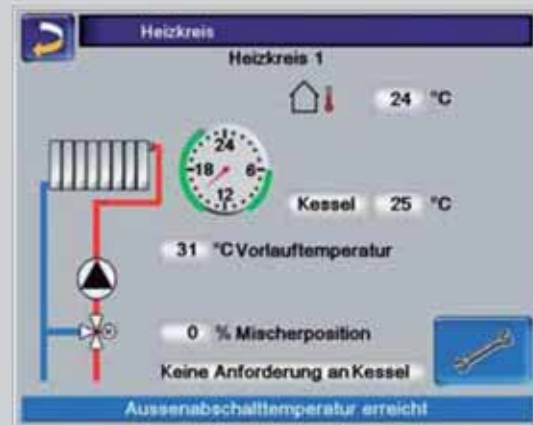 Heizkreis
Heizkreis 1
24 °C
24
18 6
12
Kessel 25 °C
31 °C Vorlauftemperatur
0 % Mischerposition
Keine Anforderung an Kessel
Aussenabschalttemperatur erreicht